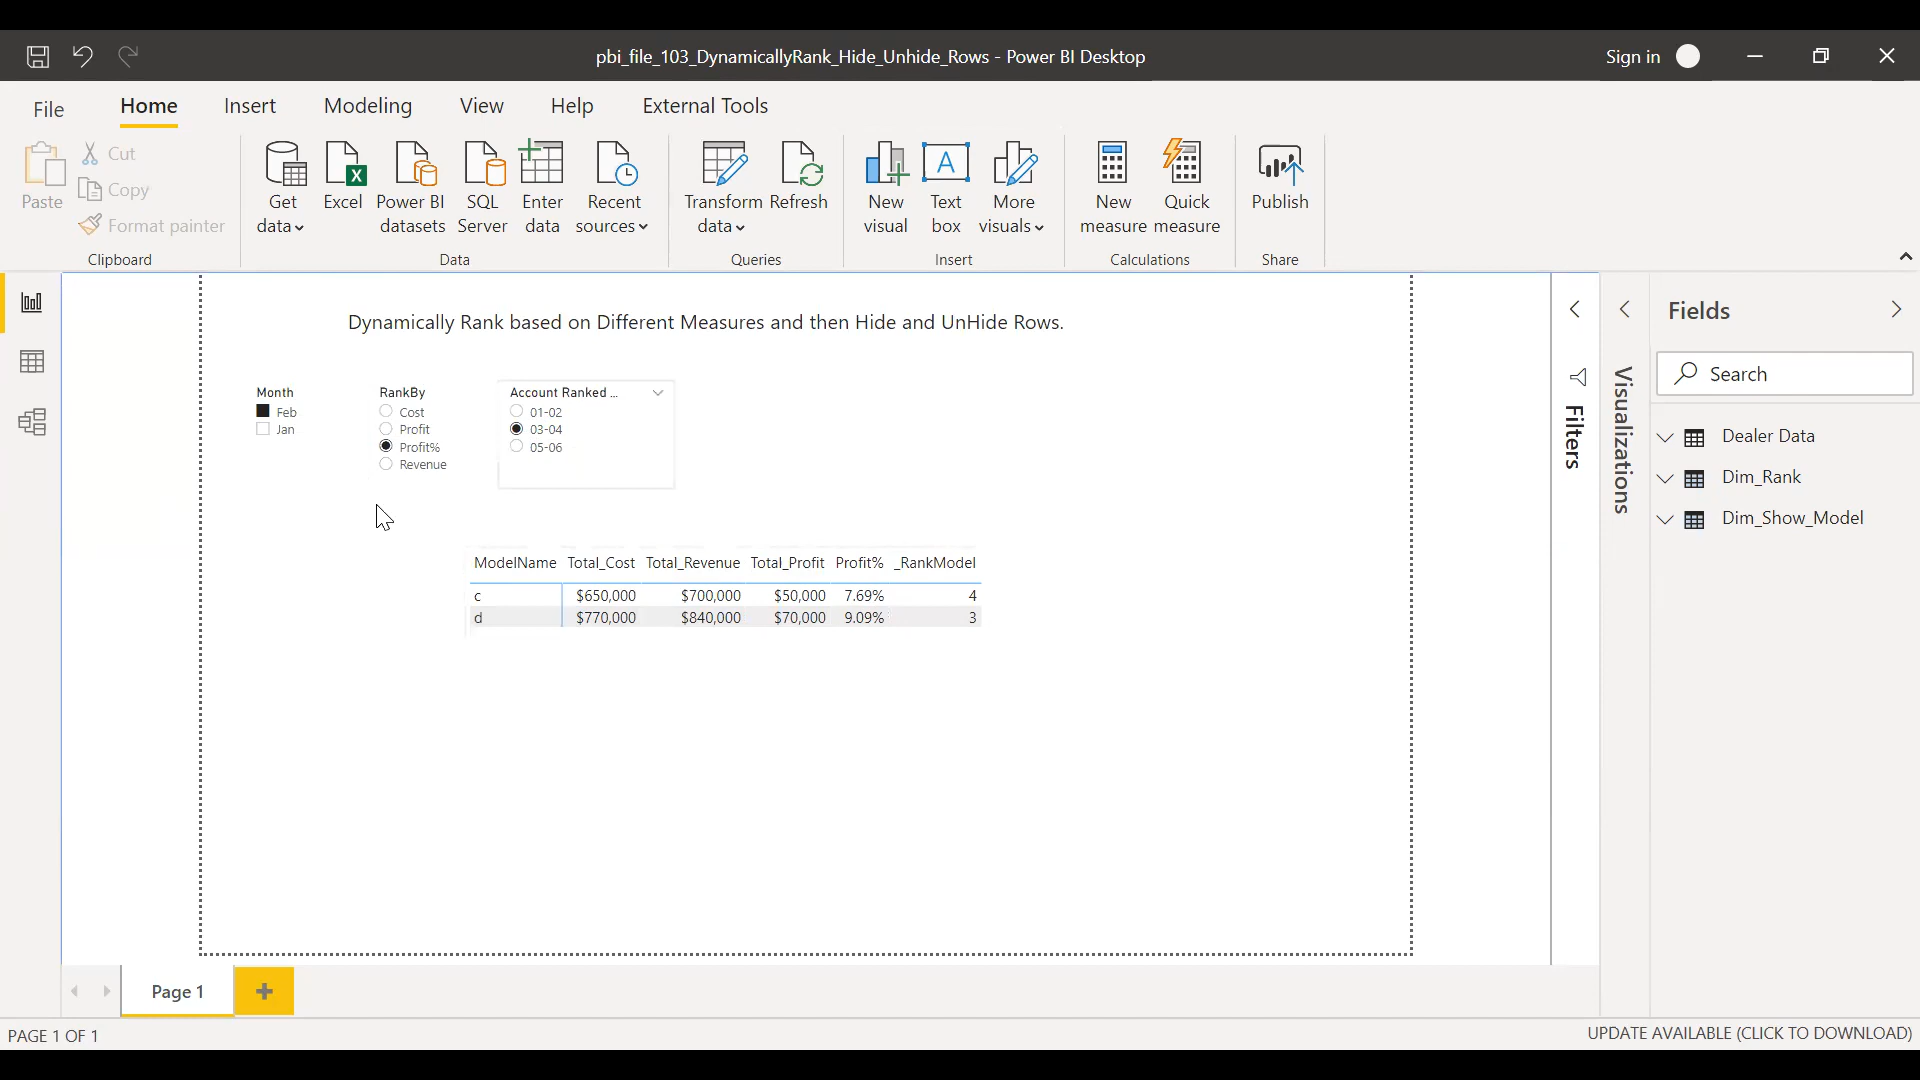 pbi_file_103_DynamicallyRank_Hide_Unhide_Rows - Power BI Desktop
Sign in
File Home Insert Modeling View Help External Tools
Paste
Cut
Copy
Format painter
Clipboard
Get data
Excel
Power BI datasets
SQL Server
Enter data
Recent sources
Data
Transform data
Refresh
Queries
New visual
A
Text box
More visuals
Insert
New measure
Quick measure
Calculations
Publish
Share
Dynamically Rank based on Different Measures and then Hide and UnHide Rows.
Month
Feb
Jan
RankBy
Cost
Profit
Profit%
Revenue
Account Ranked ...
01-02
03-04
05-06
ModelName Total_Cost Total_Revenue Total_Profit Profit% _RankModel
c $650,000 $700,000 $50,000 7.69% 4
d $770,000 $840,000 $70,000 9.09% 3
Filters
Visualizations
Fields
Search
Dealer Data
Dim_Rank
Dim_Show_Model
Page 1
PAGE 1 OF 1
UPDATE AVAILABLE (CLICK TO DOWNLOAD)